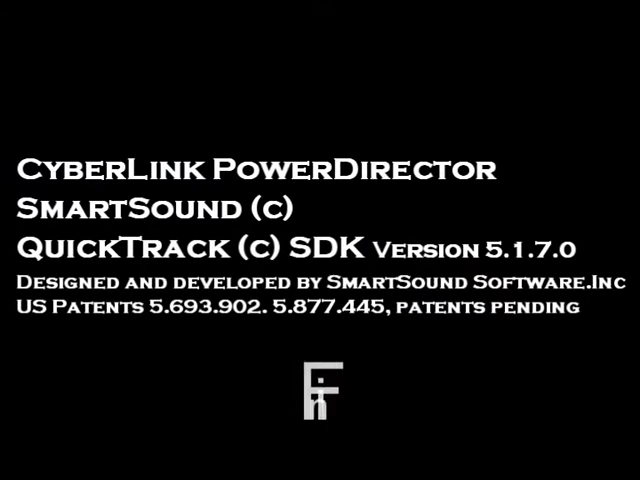 CyberLink PowerDirector
SmartSound (c)
QuickTrack (c) SDK Version 5.1.7.0
Designed and developed by SmartSound Software.Inc
US Patents 5.693.902. 5.877.445, patents pending
Fin